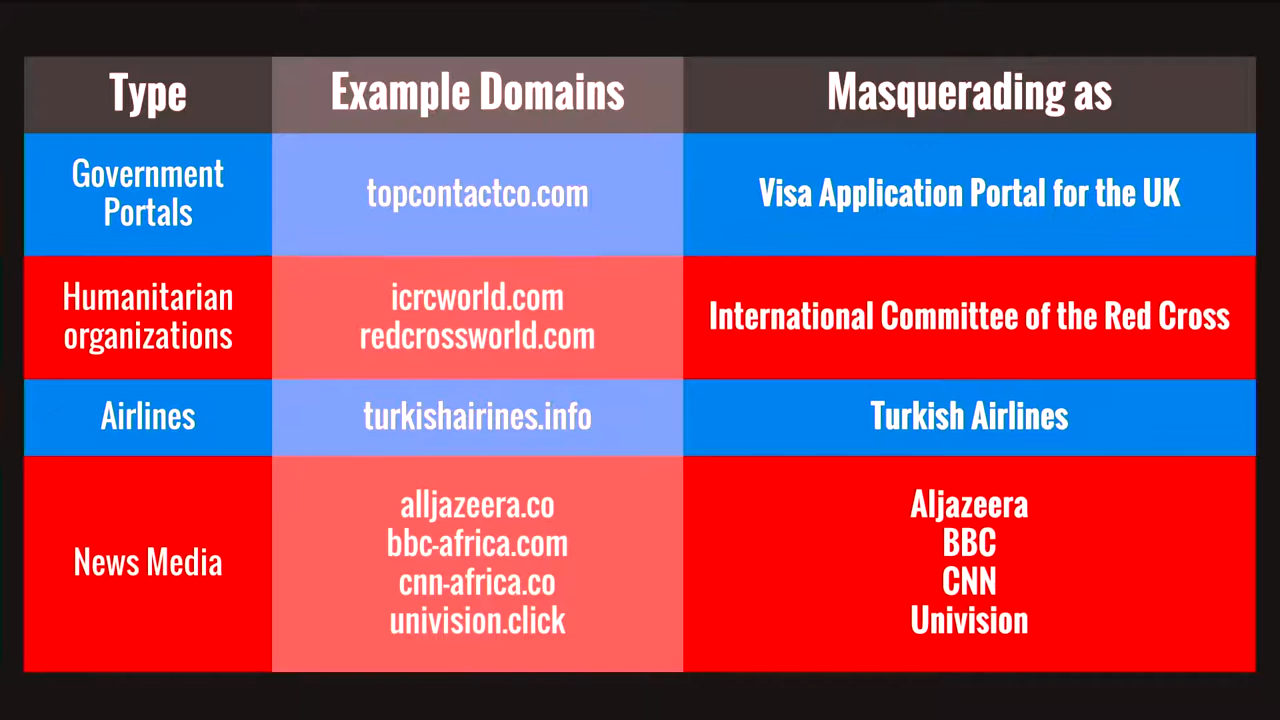 Type
Example Domains
Masquerading as
Government
Portals
topcontactco.com
Visa Application Portal for the UK
Humanitarian
organizations
icrcworld.com
redcrossworld.com
International Committee of the Red Cross
Airlines
turkishairines.info
Turkish Airlines
News Media
alljazeera.co
bbc-africa.com
cnn-africa.co
univision.click
Aljazeera
BBC
CNN
Univision